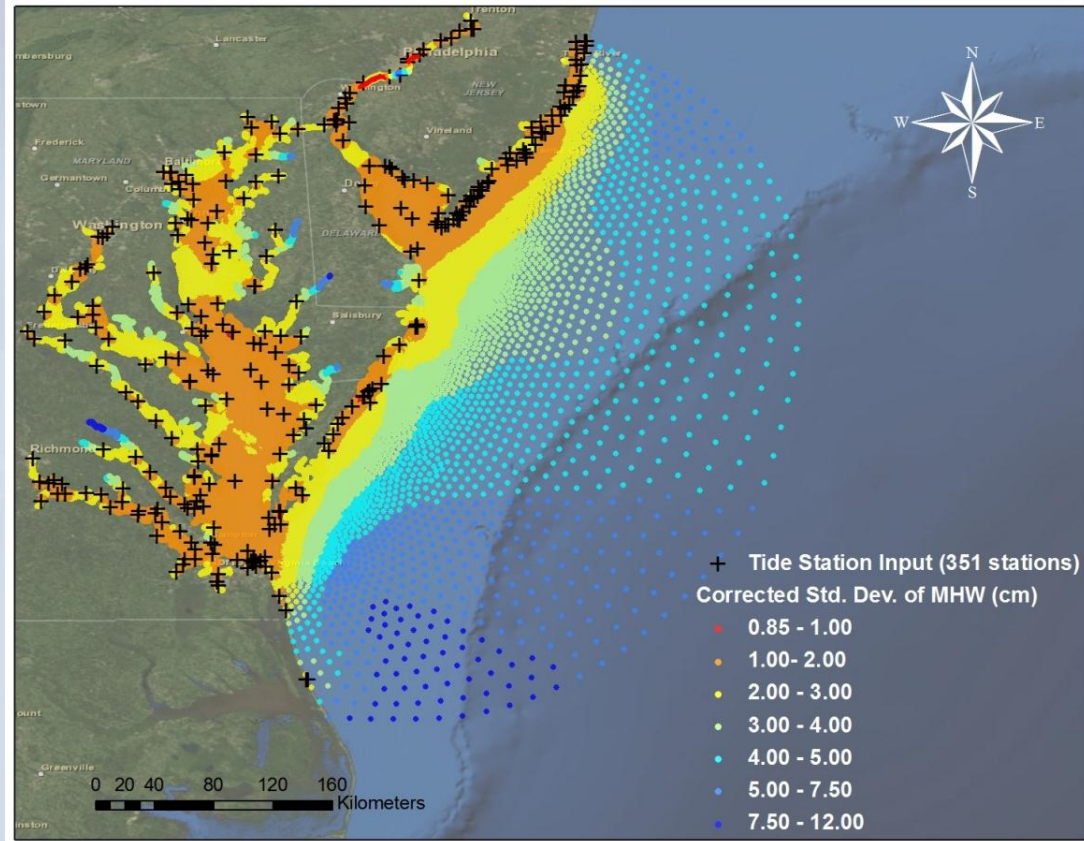 Trenton
Lancaster
Philadelphia
NEW
JERSEY
Vineland
Frederick
MARYLAND
Germantown
Baltimore
Washington
DELAWARE
Salisbury
Richmond
Greenville
N
W
E
S
Tide Station Input (351 stations)
Corrected Std. Dev. of MHW (cm)
0.85 - 1.00
1.00- 2.00
2.00 - 3.00
3.00 - 4.00
4.00 - 5.00
5.00 - 7.50
7.50 - 12.00
0 20 40 80 120 160
Kilometers